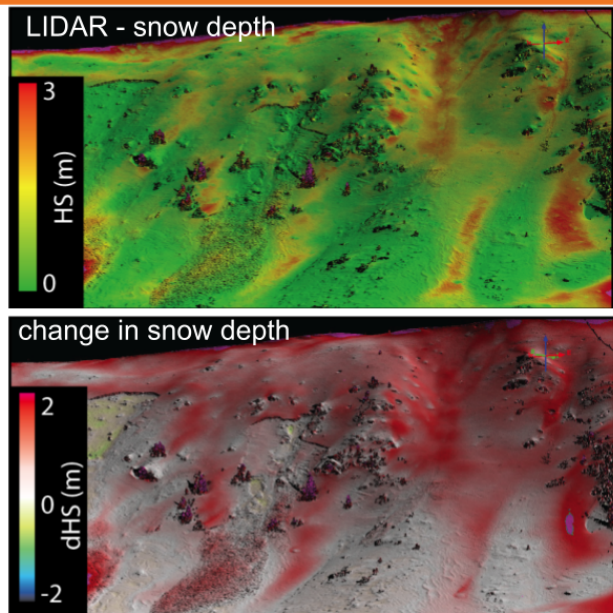 LIDAR - snow depth
3
HS (m)
0
change in snow depth
2
0
dHS (m)
-2